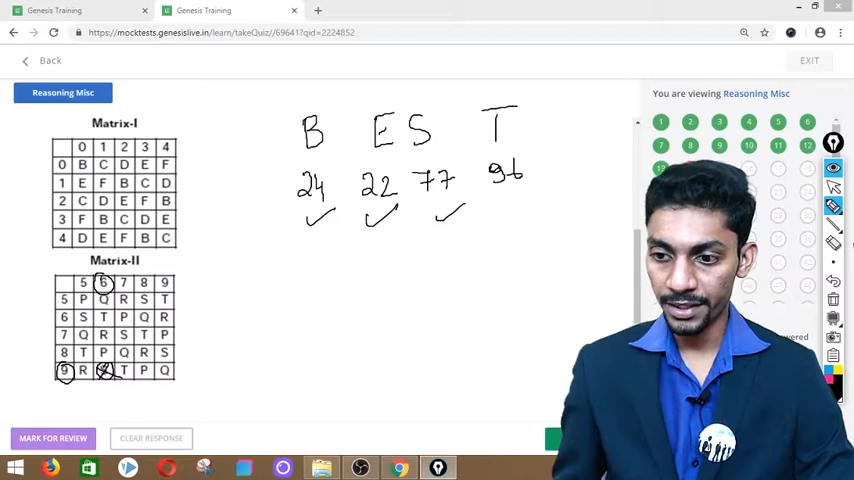 Genesis Training
Genesis Training
https://mocktests.genesislive.in/learn/takeQuiz//69641?qid=2224852
Back
EXIT
Reasoning Misc
You are viewing Reasoning Misc
Matrix-I
0 1 2 3 4
0 B C D E F
1 E F B C D
2 C D E F B
3 F B C D E
4 D E F B C
Matrix-II
5 6 7 8 9
5 P Q R S T
6 S T P Q R
7 Q R S T P
8 T P Q R S
9 R T P Q
B E S T
24 22 77 96
1 2 3 4 5 6
7 8 9 10 11 12
13
MARK FOR REVIEW
CLEAR RESPONSE